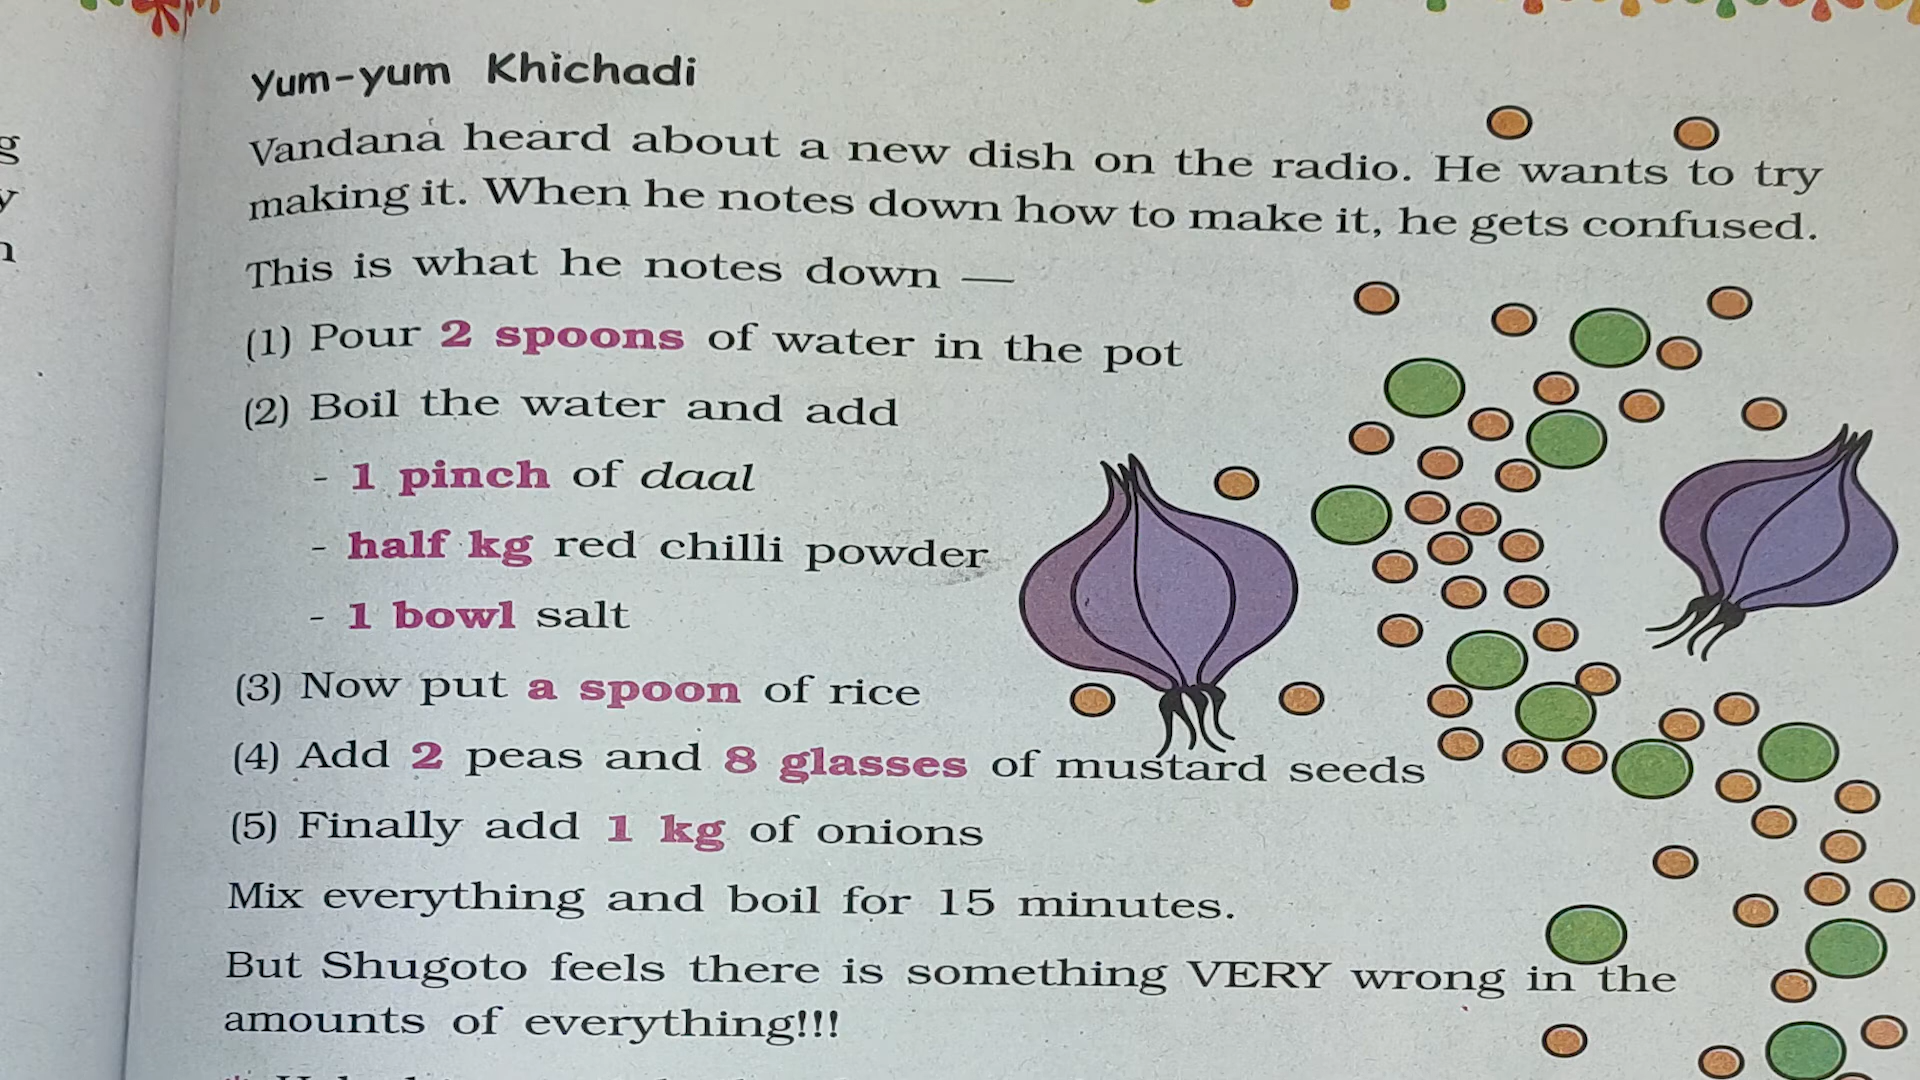 Yum-yum Khichadi
Vandana heard about a new dish on the radio. He wants to try
making it. When he notes down how to make it, he gets confused.
This is what he notes down —
(1) Pour 2 spoons of water in the pot
(2) Boil the water and add
- 1 pinch of daal
- half kg red chilli powder
- 1 bowl salt
(3) Now put a spoon of rice
(4) Add 2 peas and 8 glasses of mustard seeds
(5) Finally add 1 kg of onions
Mix everything and boil for 15 minutes.
But Shugoto feels there is something VERY wrong in the
amounts of everything!!!